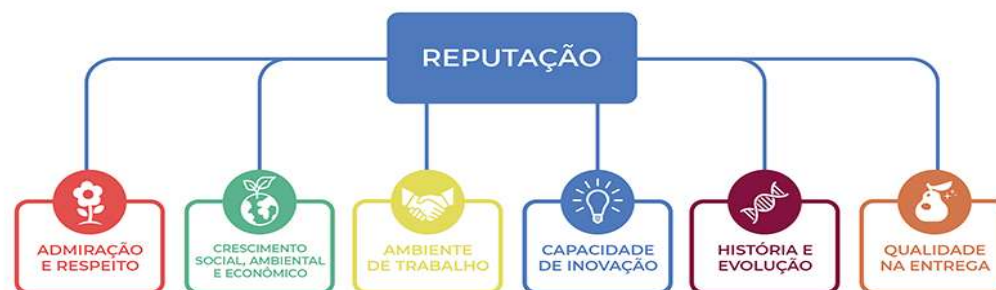 REPUTAÇÃO
ADMIRAÇÃO
E RESPEITO
CRESCIMENTO
SOCIAL, AMBIENTAL
E ECONÔMICO
AMBIENTE
DE TRABALHO
CAPACIDADE
DE INOVAÇÃO
HISTÓRIA E
EVOLUÇÃO
QUALIDADE
NA ENTREGA